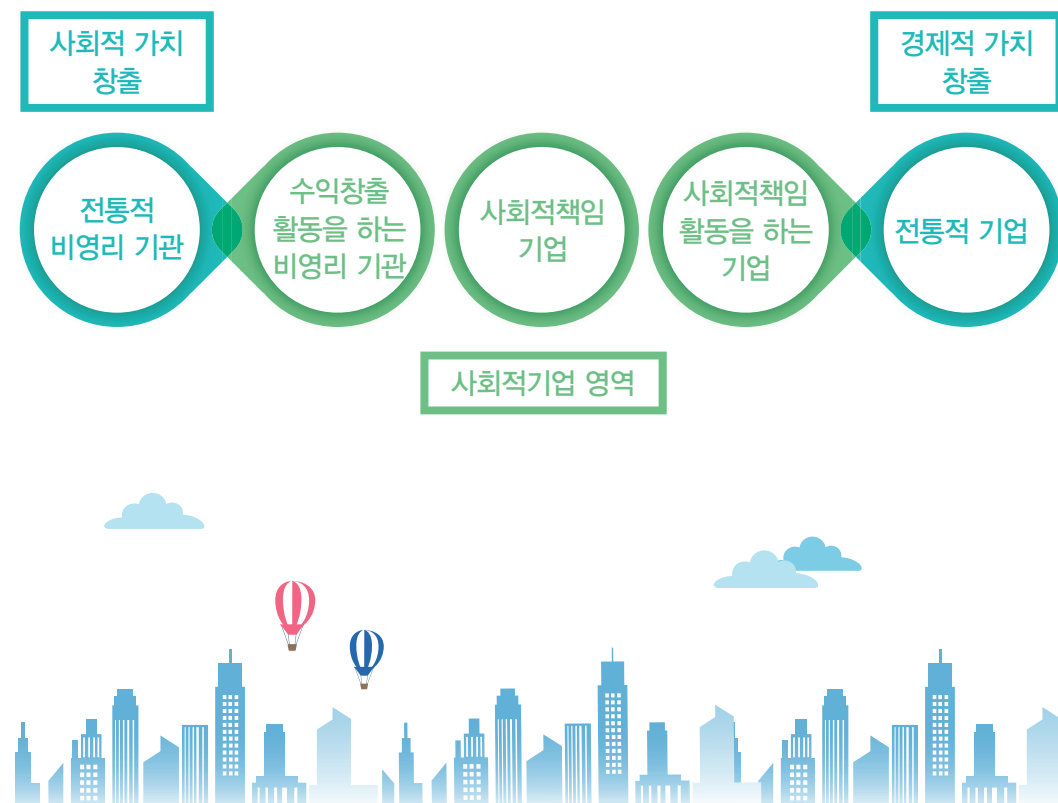 사회적 가치
창출
경제적 가치
창출
전통적
비영리 기관
수익창출
활동을 하는
비영리 기관
사회적책임
기업
사회적책임
활동을 하는
기업
전통적 기업
사회적기업 영역